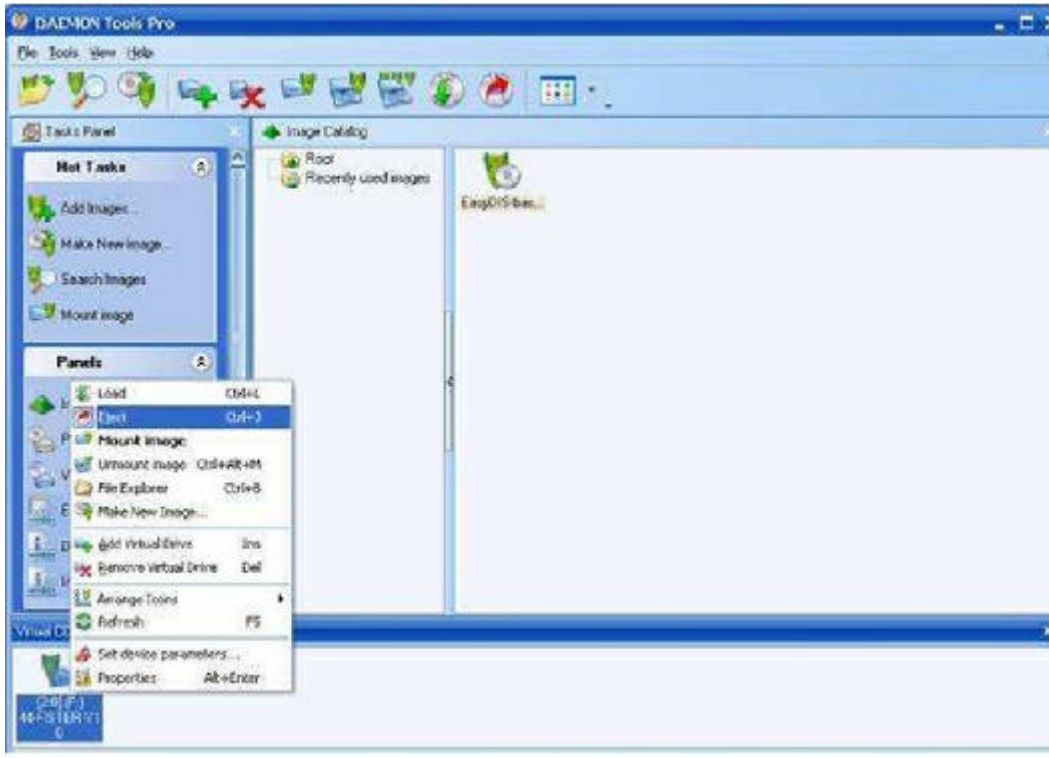 DAEMON Tools Pro
File Tools View Help
Tasks Panel
Image Catalog
Hot Tasks
Add Images...
Make New Image...
Search Images
Mount image
Panels
Root
Recently used images
Load Ctrl+L
Eject Ctrl+J
Mount image
Unmount image Ctrl+Alt+M
File Explorer Ctrl+B
Make New Image...
Add Virtual Drive Ins
Remove Virtual Drive Del
Arrange Icons
Refresh F5
Set device parameters...
Properties Alt+Enter